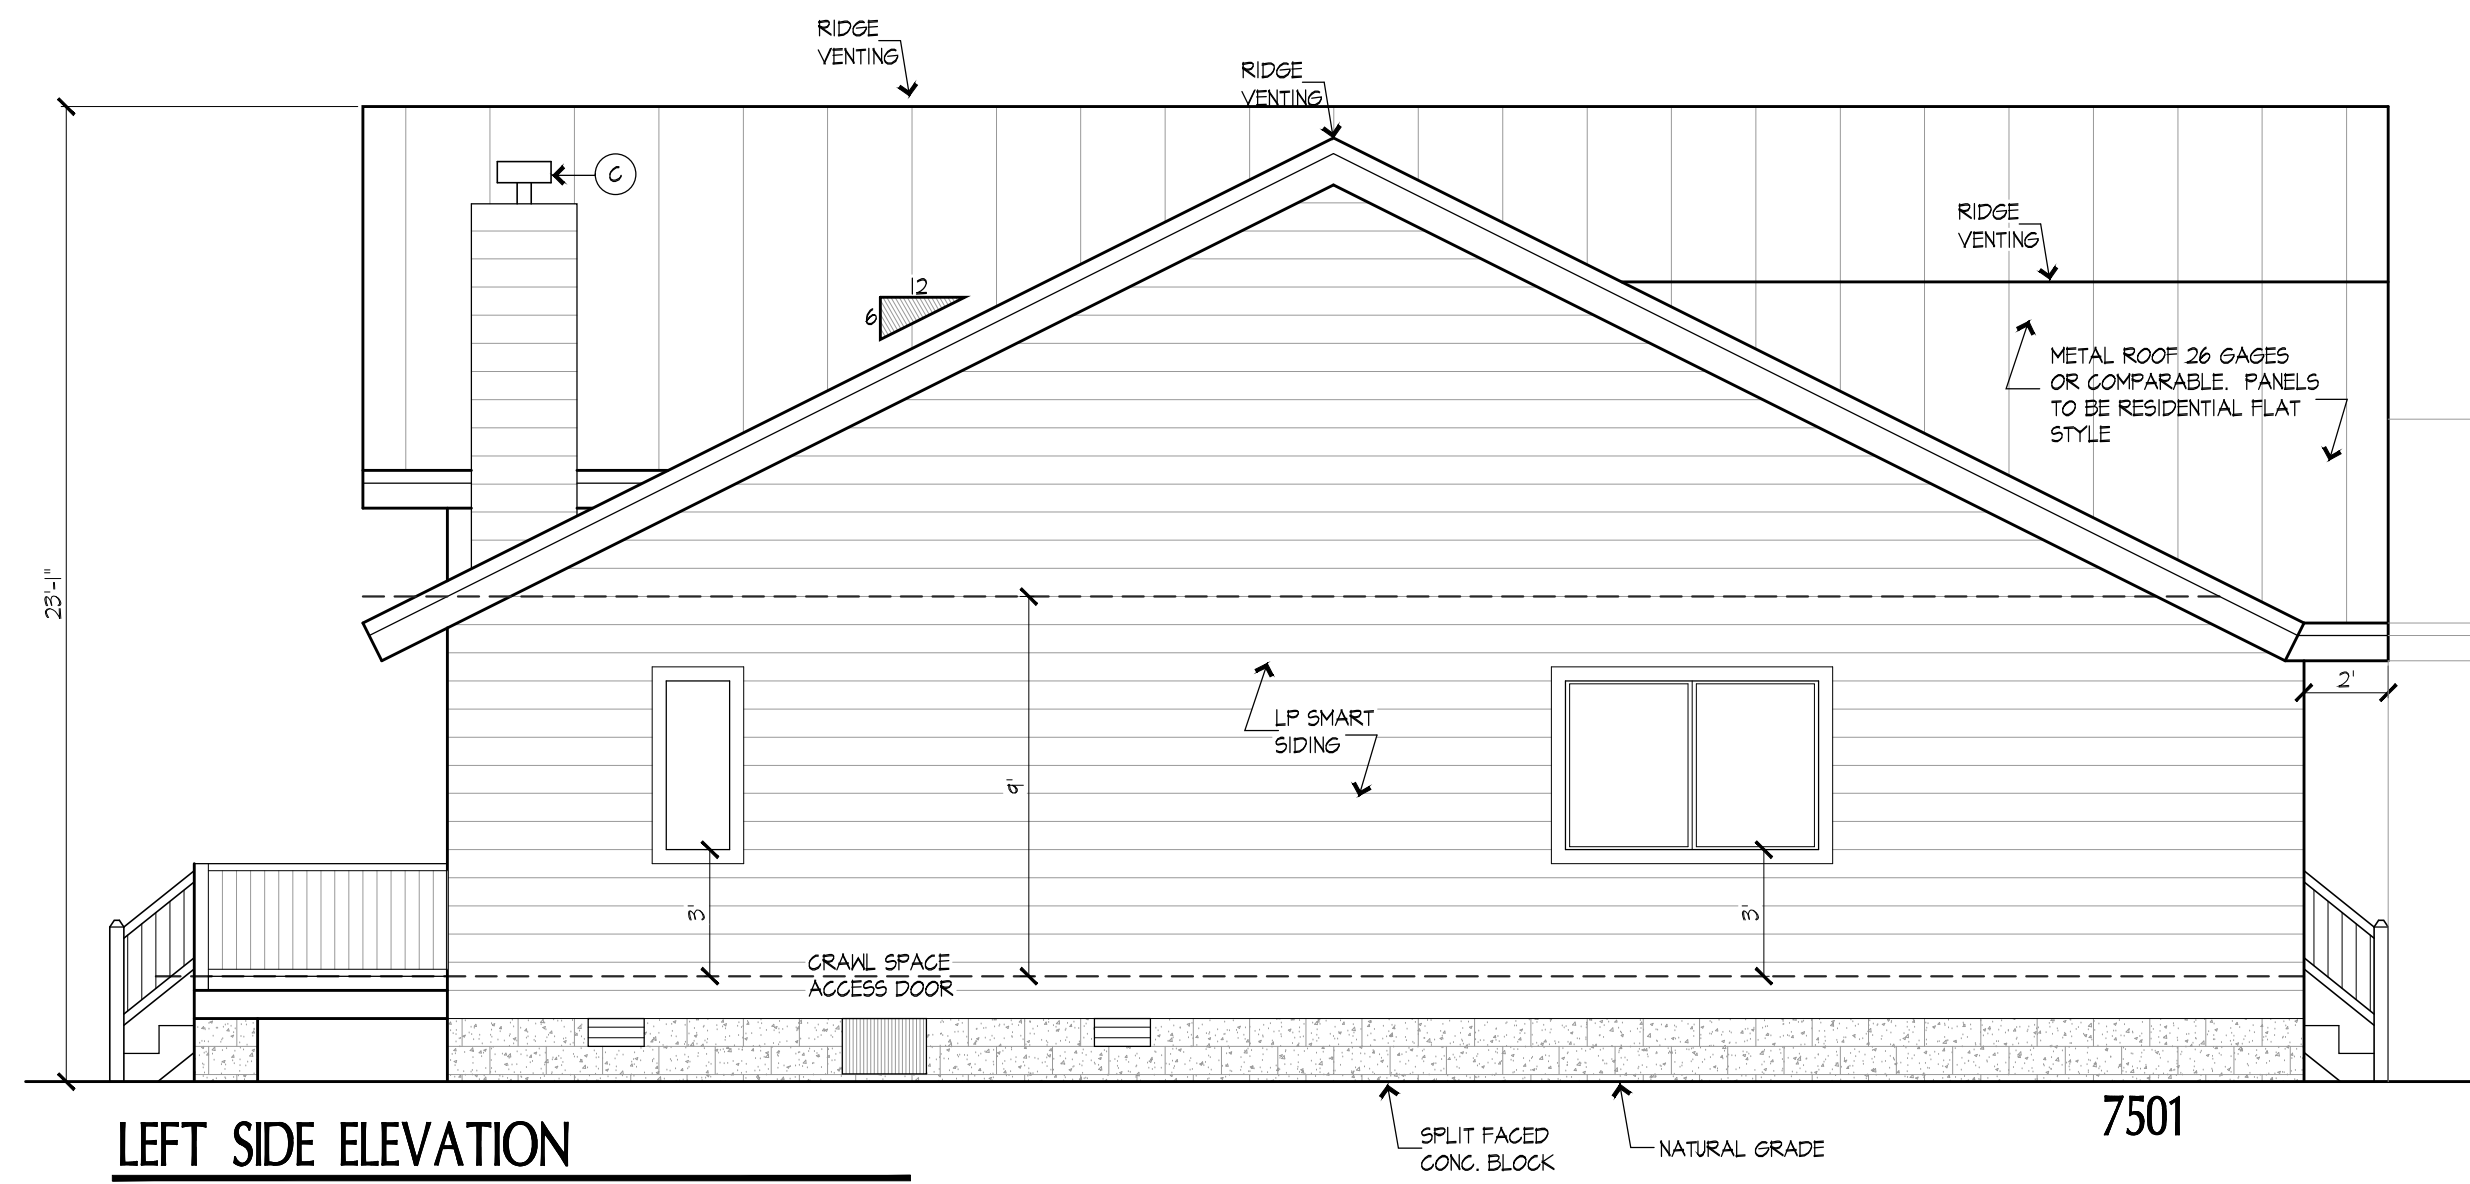 RIDGE
VENTING
RIDGE
VENTING
C
RIDGE
VENTING
12
6
METAL ROOF 26 GAGES
OR COMPARABLE. PANELS
TO BE RESIDENTIAL FLAT
STYLE
23'-1"
2'
LP SMART
SIDING
9'
3'
3'
CRAWL SPACE
ACCESS DOOR
7501
LEFT SIDE ELEVATION
SPLIT FACED
CONC. BLOCK
NATURAL GRADE